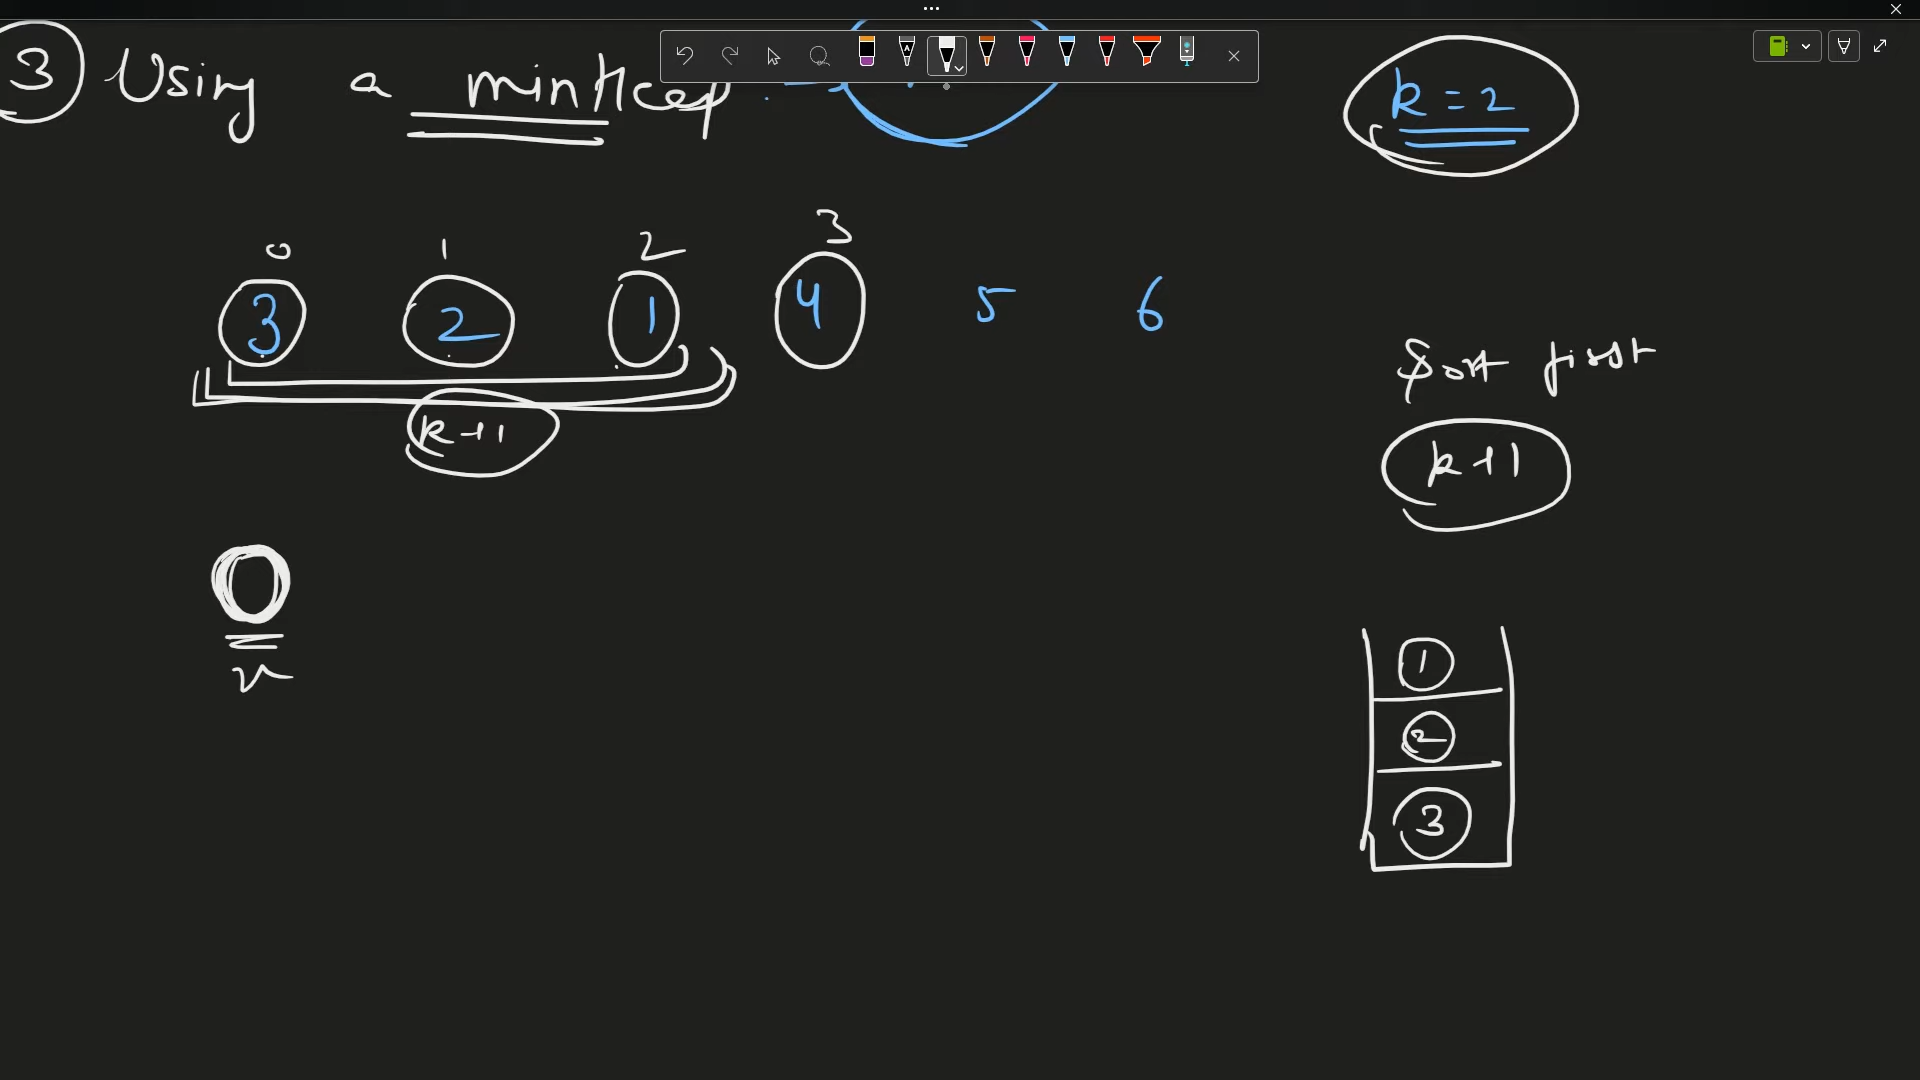 3 Using a minHeap
k = 2
0 1 2 3
3 2 1 4 5 6
Sort first
k+1
k+1
1
2
3